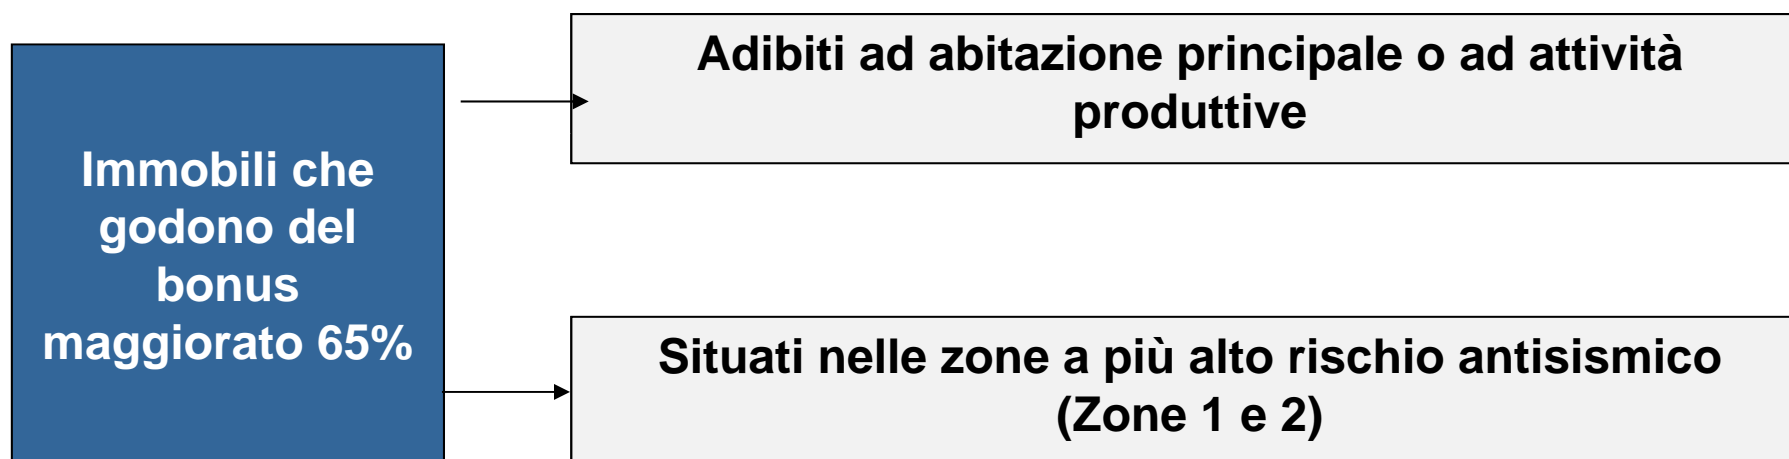 Immobili che
godono del
bonus
maggiorato 65%
Adibiti ad abitazione principale o ad attività
produttive
Situati nelle zone a più alto rischio antisismico
(Zone 1 e 2)